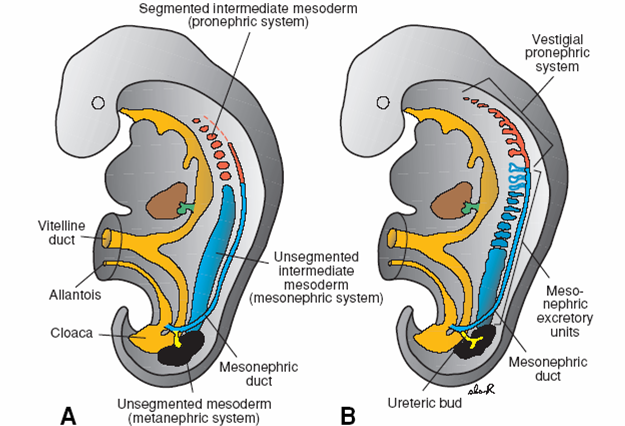 Segmented intermediate mesoderm
(pronephric system)
Vitelline
duct
Allantois
Cloaca
Unsegmented
intermediate
mesoderm
(mesonephric system)
Mesonephric
duct
Unsegmented mesoderm
(metanephric system)
A
Vestigial
pronephric
system
Meso-
nephric
excretory
units
Mesonephric
duct
Ureteric bud
B